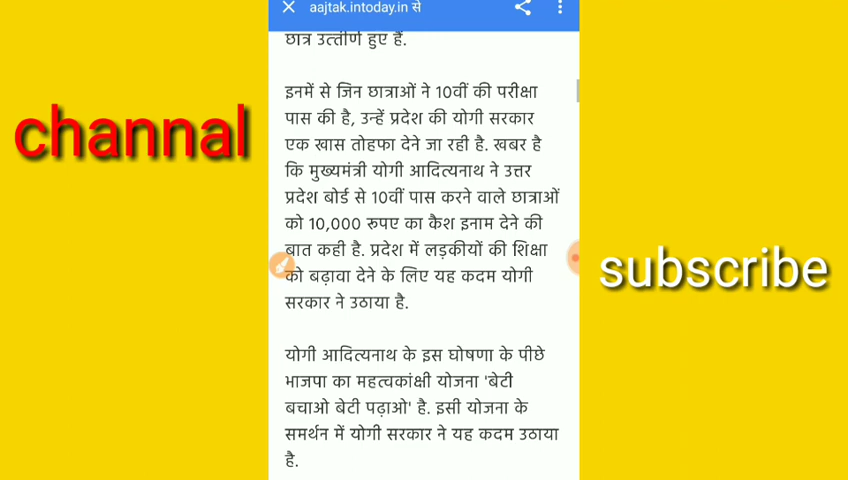 aajtak.intoday.in से
छात्र उत्तीर्ण हुए हैं.
इनमें से जिन छात्राओं ने 10वीं की परीक्षा
पास की है, उन्हें प्रदेश की योगी सरकार
एक खास तोहफा देने जा रही है. खबर है
कि मुख्यमंत्री योगी आदित्यनाथ ने उत्तर
प्रदेश बोर्ड से 10वीं पास करने वाले छात्राओं
को 10,000 रूपए का कैश इनाम देने की
बात कही है. प्रदेश में लड़कीयों की शिक्षा
को बढ़ावा देने के लिए यह कदम योगी
सरकार ने उठाया है.
योगी आदित्यनाथ के इस घोषणा के पीछे
भाजपा का महत्वकांक्षी योजना 'बेटी
बचाओ बेटी पढ़ाओ' है. इसी योजना के
समर्थन में योगी सरकार ने यह कदम उठाया
है.
channal
subscribe